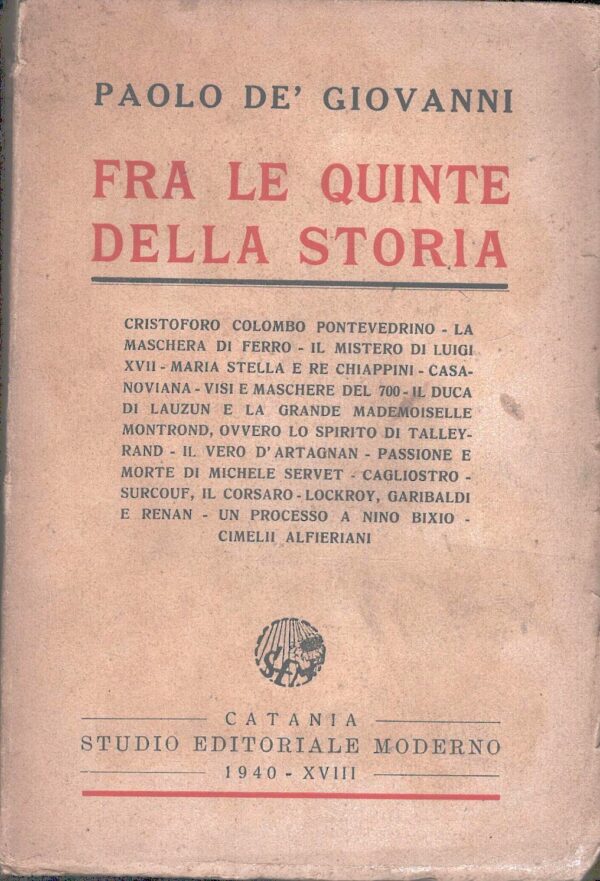 PAOLO DE' GIOVANNI
FRA LE QUINTE
DELLA STORIA
CRISTOFORO COLOMBO PONTEVEDRINO - LA
MASCHERA DI FERRO - IL MISTERO DI LUIGI
XVII - MARIA STELLA E RE CHIAPPINI - CASA-
NOVIANA - VISI E MASCHERE DEL 700 - IL DUCA
DI LAUZUN E LA GRANDE MADEMOISELLE
MONTROND, OVVERO LO SPIRITO DI TALLEY-
RAND - IL VERO D'ARTAGNAN - PASSIONE E
MORTE DI MICHELE SERVET - CAGLIOSTRO -
SURCOUF, IL CORSARO - LOCKROY, GARIBALDI
E RENAN - UN PROCESSO A NINO BIXIO -
CIMELII ALFIERIANI
CATANIA
STUDIO EDITORIALE MODERNO
1940 - XVIII